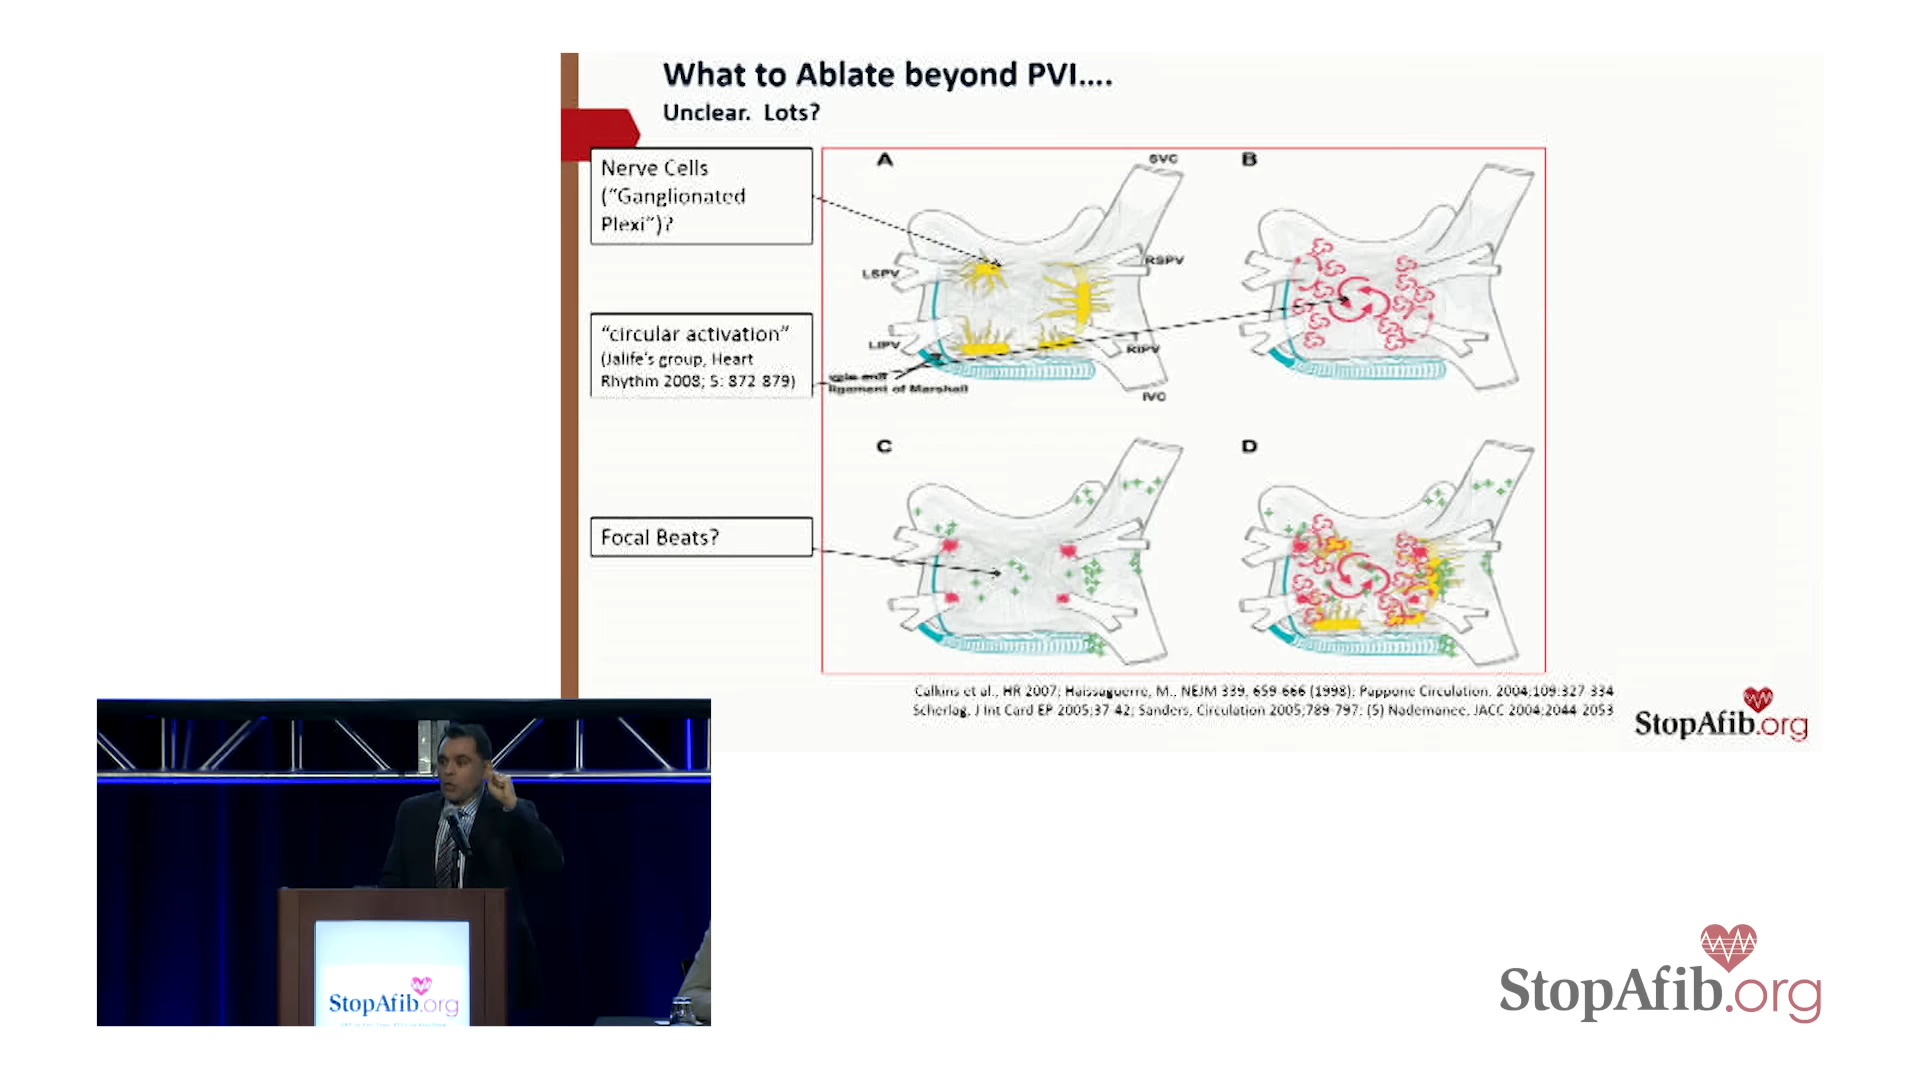 What to Ablate beyond PVI....
Unclear. Lots?
Nerve Cells
("Ganglionated
Plexi")?
"circular activation"
(Jalife's group, Heart
Rhythm 2008; 5: 872 879)
Focal Beats?
A
SVC
LSPV
RSPV
LIPV
RIPV
ligament of Marshall
IVC
B
C
D
Calkins et al., HR 2007; Haissaguerre, M., NEJM 339, 659-666 (1998); Pappone Circulation, 2004;109:327-334
Scherlag, J Int Card EP 2005;37-42; Sanders, Circulation 2005;789-797; (5) Nademanee, JACC 2004;2044-2053
StopAfib.org
StopAfib.org
StopAfib.org